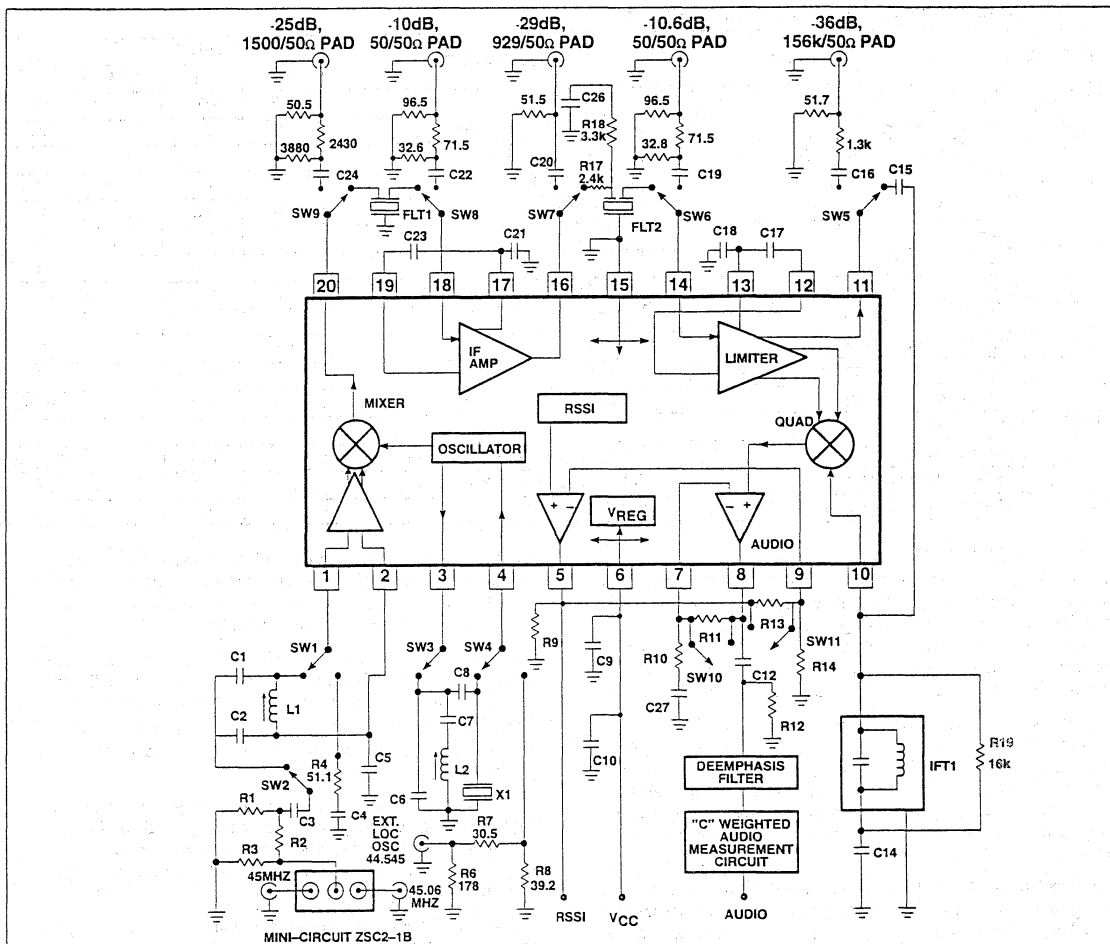 -25dB, 1500/50Ω PAD
-10dB, 50/50Ω PAD
-29dB, 929/50Ω PAD
-10.6dB, 50/50Ω PAD
-36dB, 156k/50Ω PAD
50.5
2430
3880
C24
96.5
71.5
32.6
C22
51.5
C26
R18
3.3k
C20
R17
2.4k
96.5
71.5
32.8
C19
51.7
1.3k
C16
C15
SW9
FLT1
SW8
SW7
FLT2
SW6
SW5
C23
C21
C18
C17
20
19
18
17
16
15
14
13
12
11
IF
AMP
LIMITER
MIXER
RSSI
QUAD
OSCILLATOR
+ −
VREG
− +
AUDIO
1
2
3
4
5
6
7
8
9
10
SW1
SW3
SW4
R9
R11
R13
SW11
C1
L1
C8
C9
R10
SW10
C12
R14
C2
C7
C27
R12
C5
R4
51.1
L2
C10
SW2
C6
X1
DEEMPHASIS
FILTER
IFT1
R19
16k
R1
C3
C4
R2
EXT.
LOC
OSC
44.545
R7
30.5
"C" WEIGHTED
AUDIO
MEASUREMENT
CIRCUIT
C14
R3
45MHZ
45.06
MHZ
R6
178
R8
39.2
RSSI
VCC
AUDIO
MINI–CIRCUIT ZSC2–1B